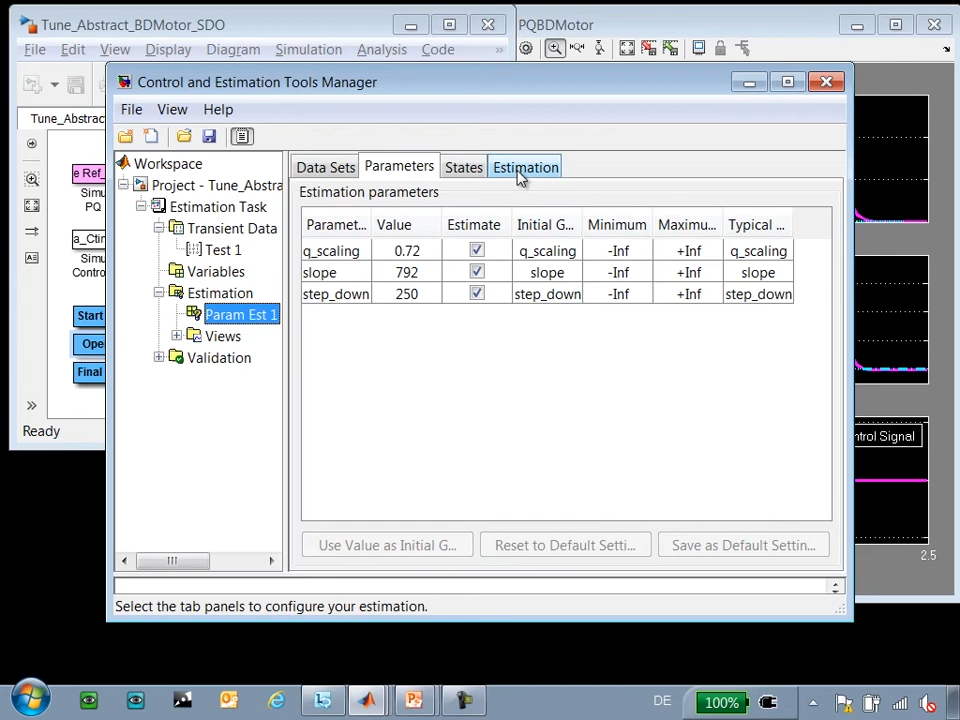 Tune_Abstract_BDMotor_SDO
PQBDMotor
File Edit View Display Diagram Simulation Analysis Code »
Control and Estimation Tools Manager
File View Help
Tune_Abstrac
Workspace
Project - Tune_Abstra
Estimation Task
Transient Data
Test 1
Variables
Estimation
Param Est 1
Views
Validation
Data Sets Parameters States Estimation
Estimation parameters
Paramet... Value Estimate Initial G... Minimum Maximu... Typical ...
q_scaling 0.72 q_scaling -Inf +Inf q_scaling
slope 792 slope -Inf +Inf slope
step_down 250 step_down -Inf +Inf step_down
Use Value as Initial G... Reset to Default Setti... Save as Default Settin...
Select the tab panels to configure your estimation.
e Ref_
Simu
PQ
a_Ctin
Simu
Contro
Start
Ope
Final
»
Ready
ntrol Signal
2.5
DE 100%